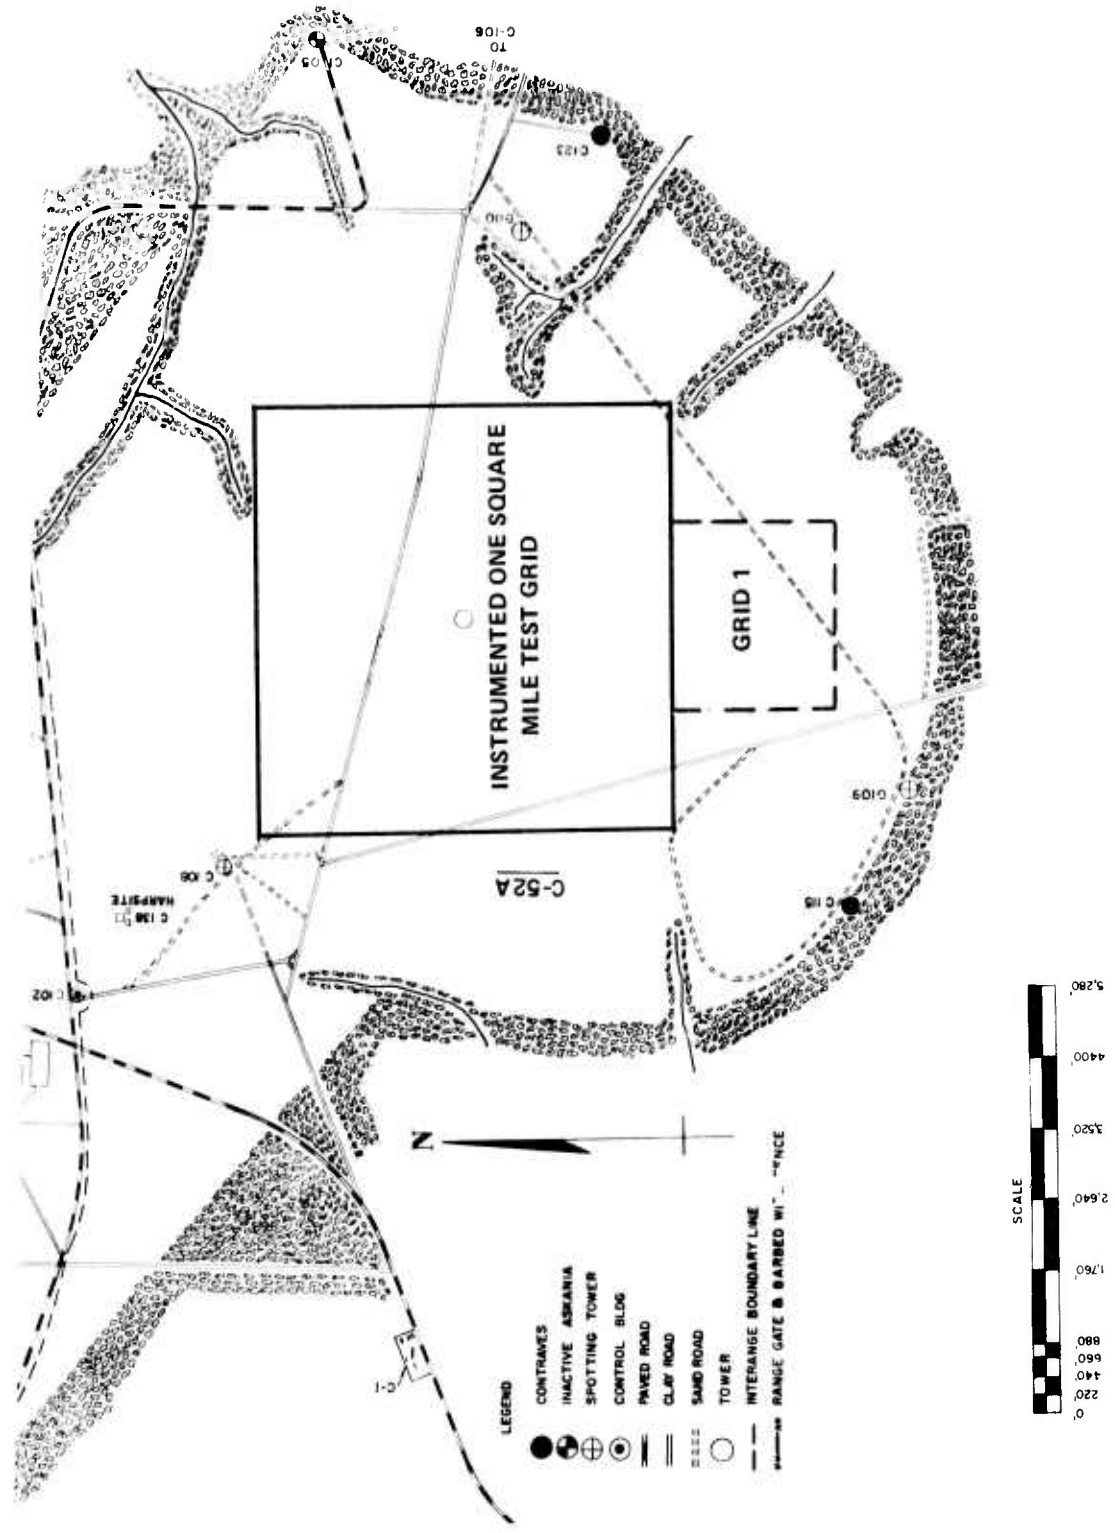 TO
C-106
C-123
INSTRUMENTED ONE SQUARE
MILE TEST GRID
GRID 1
C-52A
C 108
C 138
HARPSITE
C 102
C-109
C 115
C-1
N
LEGEND
CONTRAVES
INACTIVE ASKANIA
SPOTTING TOWER
CONTROL BLDG
PAVED ROAD
CLAY ROAD
SAND ROAD
TOWER
INTERANGE BOUNDARY LINE
RANGE GATE & BARBED
SCALE
0'
220'
440'
660'
880'
1,760'
2,640'
3,520'
4400'
5,280'